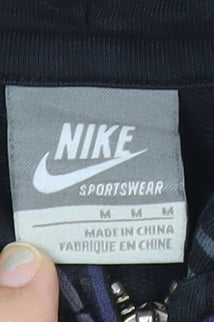 NIKE
SPORTSWEAR
M M M
MADE IN CHINA
FABRIQUE EN CHINE